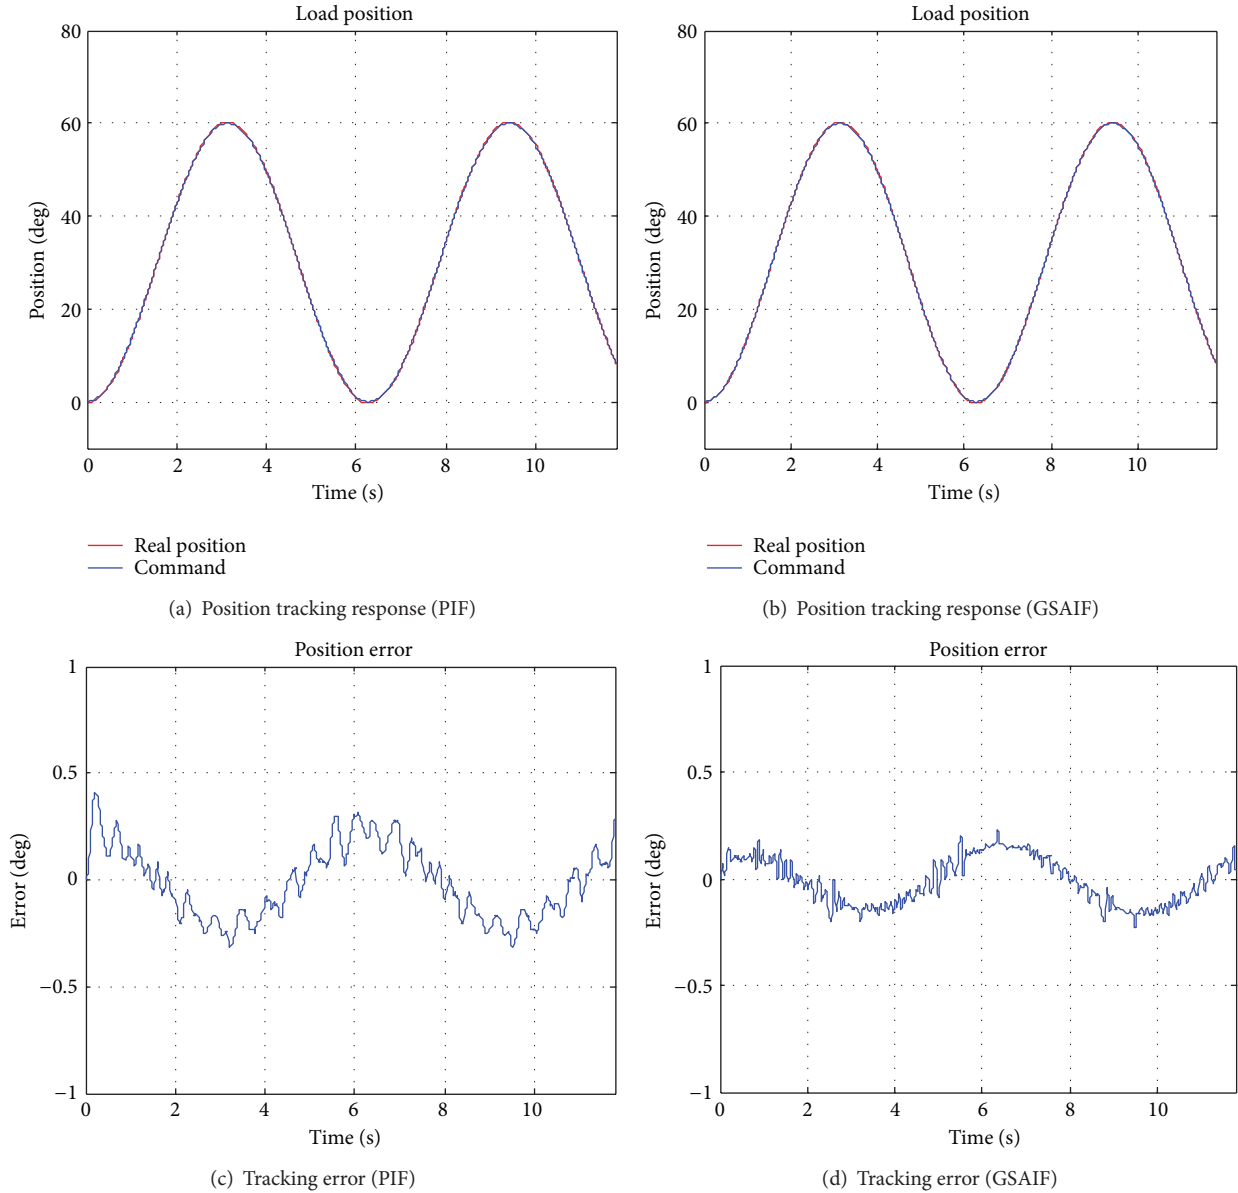 Load position
80
60
40
20
0
Position (deg)
0 2 4 6 8 10
Time (s)
Real position
Command
(a) Position tracking response (PIF)
Load position
80
60
40
20
0
Position (deg)
0 2 4 6 8 10
Time (s)
Real position
Command
(b) Position tracking response (GSAIF)
Position error
1
0.5
0
−0.5
−1
Error (deg)
0 2 4 6 8 10
Time (s)
(c) Tracking error (PIF)
Position error
1
0.5
0
−0.5
−1
Error (deg)
0 2 4 6 8 10
Time (s)
(d) Tracking error (GSAIF)